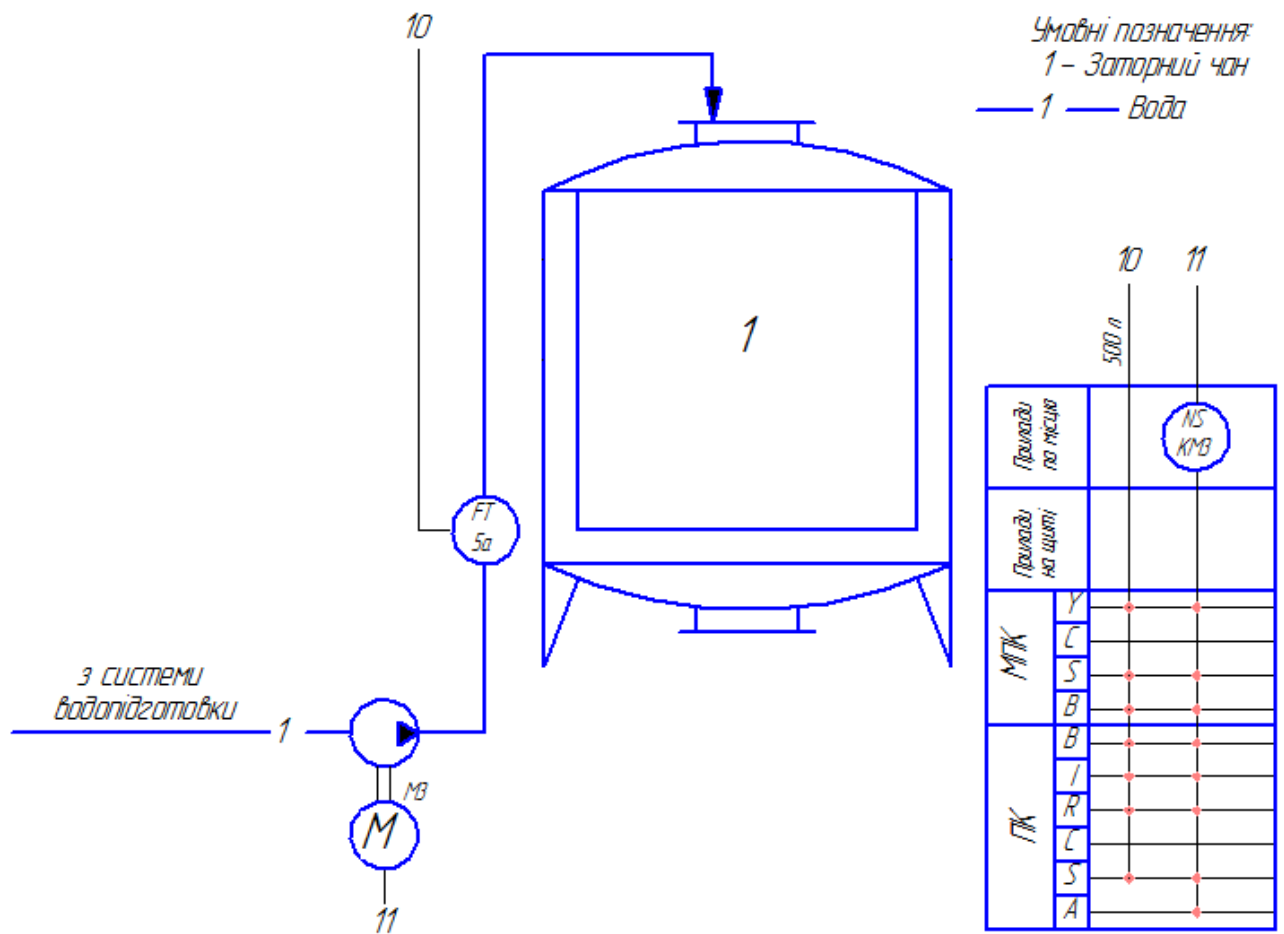 10
Умовні позначення:
1 – Заторний чан
1 Вода
1
10 11
500 л
Прилади
по місцю
NS
КМ3
Прилади
на щиті
FT
5а
МПК
Y
C
S
B
ПК
B
I
R
C
S
A
з системи
водопідготовки
1
М3
М
11